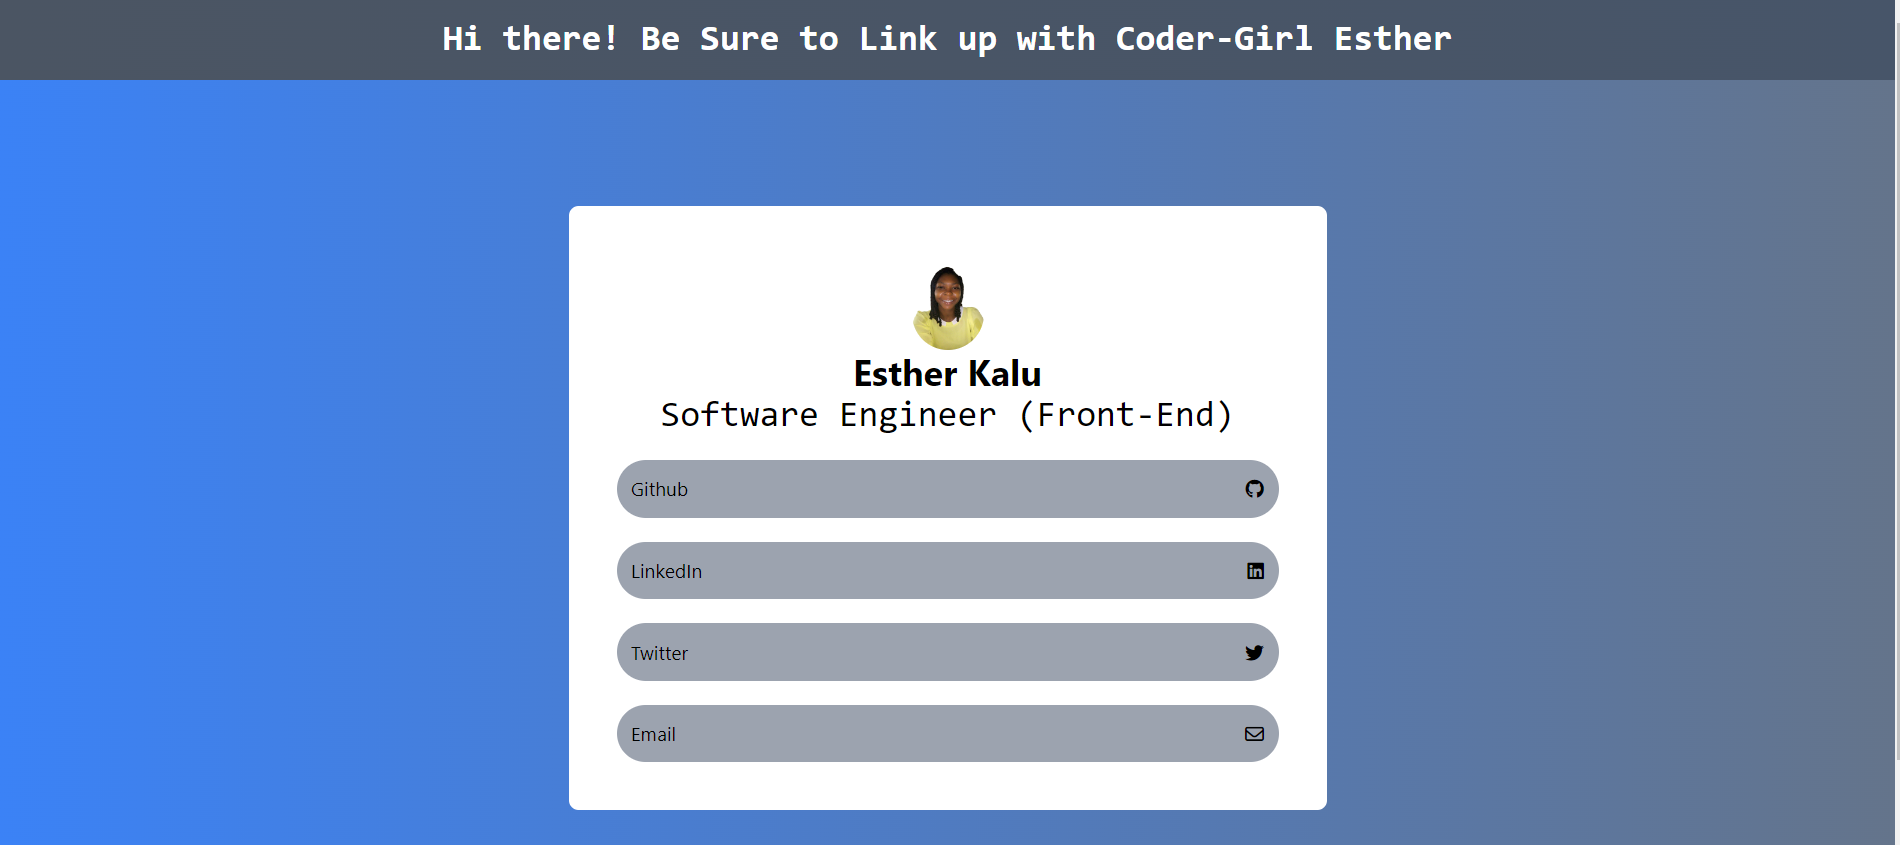 Hi there! Be Sure to Link up with Coder-Girl Esther
Esther Kalu
Software Engineer (Front-End)
Github
LinkedIn
Twitter
Email